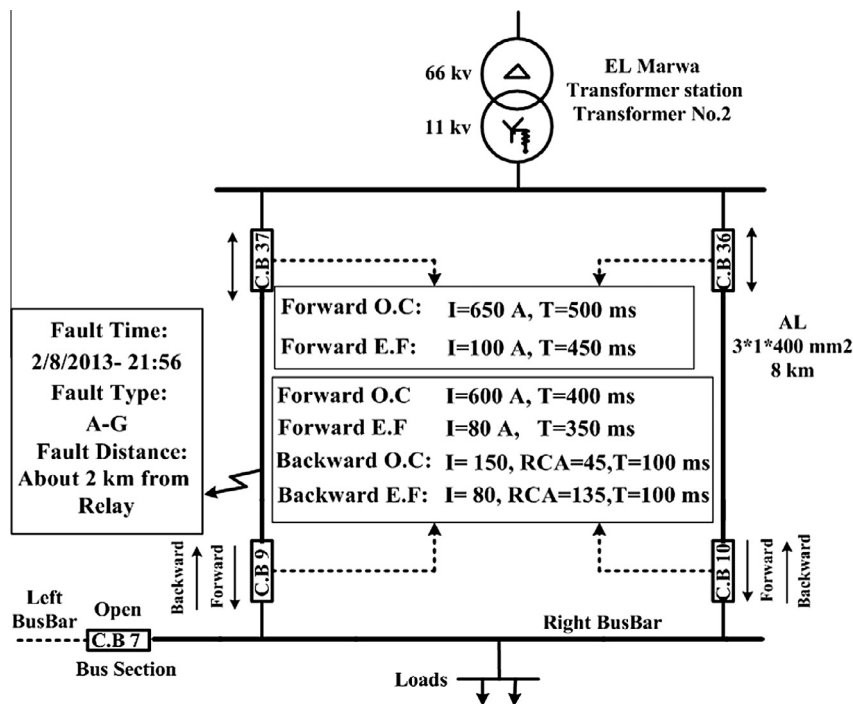 66 kv
11 kv
EL Marwa
Transformer station
Transformer No.2
C.B 37
C.B 36
Forward O.C: I=650 A, T=500 ms
Forward E.F: I=100 A, T=450 ms
Forward O.C I=600 A, T=400 ms
Forward E.F I=80 A, T=350 ms
Backward O.C: I= 150, RCA=45,T=100 ms
Backward E.F: I= 80, RCA=135,T=100 ms
AL
3*1*400 mm2
8 km
Fault Time:
2/8/2013- 21:56
Fault Type:
A-G
Fault Distance:
About 2 km from
Relay
Backward
Forward
C.B 9
C.B 10
Forward
Backward
Left
BusBar
Open
C.B 7
Bus Section
Right BusBar
Loads